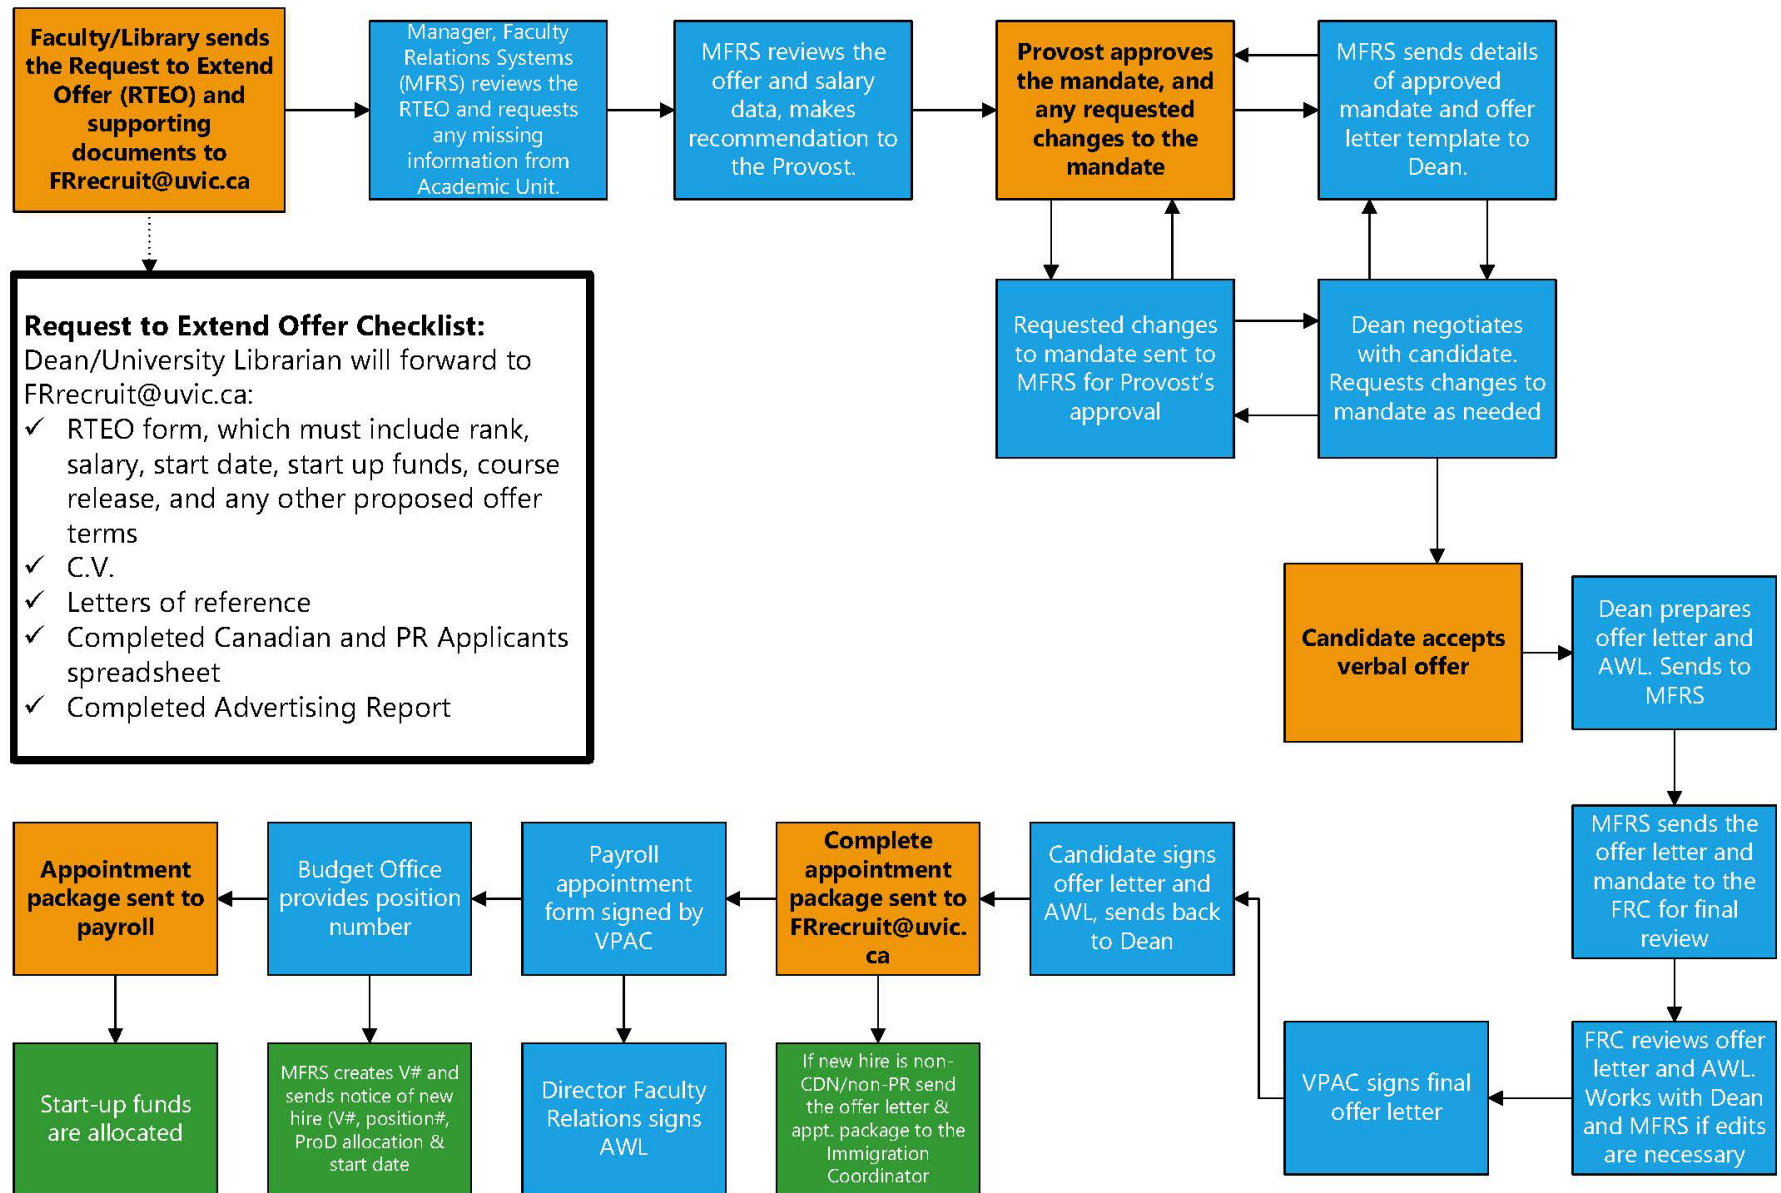 Faculty/Library sends
the Request to Extend
Offer (RTEO) and
supporting
documents to
FRrecruit@uvic.ca
Manager, Faculty
Relations Systems
(MFRS) reviews the
RTEO and requests
any missing
information from
Academic Unit.
MFRS reviews the
offer and salary
data, makes
recommendation to
the Provost.
Provost approves
the mandate, and
any requested
changes to the
mandate
MFRS sends details
of approved
mandate and offer
letter template to
Dean.
Request to Extend Offer Checklist:
Dean/University Librarian will forward to
FRrecruit@uvic.ca:
✓ RTEO form, which must include rank,
salary, start date, start up funds, course
release, and any other proposed offer
terms
✓ C.V.
✓ Letters of reference
✓ Completed Canadian and PR Applicants
spreadsheet
✓ Completed Advertising Report
Requested changes
to mandate sent to
MFRS for Provost's
approval
Dean negotiates
with candidate.
Requests changes to
mandate as needed
Candidate accepts
verbal offer
Dean prepares
offer letter and
AWL. Sends to
MFRS
MFRS sends the
offer letter and
mandate to the
FRC for final
review
FRC reviews offer
letter and AWL.
Works with Dean
and MFRS if edits
are necessary
VPAC signs final
offer letter
Candidate signs
offer letter and
AWL, sends back
to Dean
Complete
appointment
package sent to
FRrecruit@uvic.
ca
If new hire is non-
CDN/non-PR send
the offer letter &
appt. package to the
Immigration
Coordinator
Payroll
appointment
form signed by
VPAC
Director Faculty
Relations signs
AWL
Budget Office
provides position
number
MFRS creates V# and
sends notice of new
hire (V#, position#,
ProD allocation &
start date
Appointment
package sent to
payroll
Start-up funds
are allocated